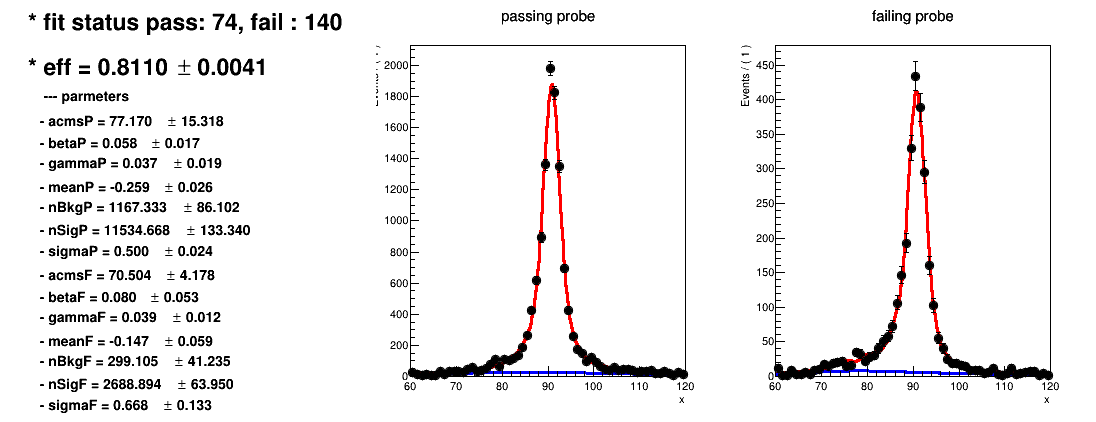 * fit status pass: 74, fail : 140
* eff = 0.8110 ± 0.0041
--- parmeters
- acmsP = 77.170 ± 15.318
- betaP = 0.058 ± 0.017
- gammaP = 0.037 ± 0.019
- meanP = -0.259 ± 0.026
- nBkgP = 1167.333 ± 86.102
- nSigP = 11534.668 ± 133.340
- sigmaP = 0.500 ± 0.024
- acmsF = 70.504 ± 4.178
- betaF = 0.080 ± 0.053
- gammaF = 0.039 ± 0.012
- meanF = -0.147 ± 0.059
- nBkgF = 299.105 ± 41.235
- nSigF = 2688.894 ± 63.950
- sigmaF = 0.668 ± 0.133
passing probe
2000
1800
1600
1400
1200
1000
800
600
400
200
0
60 70 80 90 100 110 120
x
failing probe
Events / ( 1 )
450
400
350
300
250
200
150
100
50
0
60 70 80 90 100 110 120
x